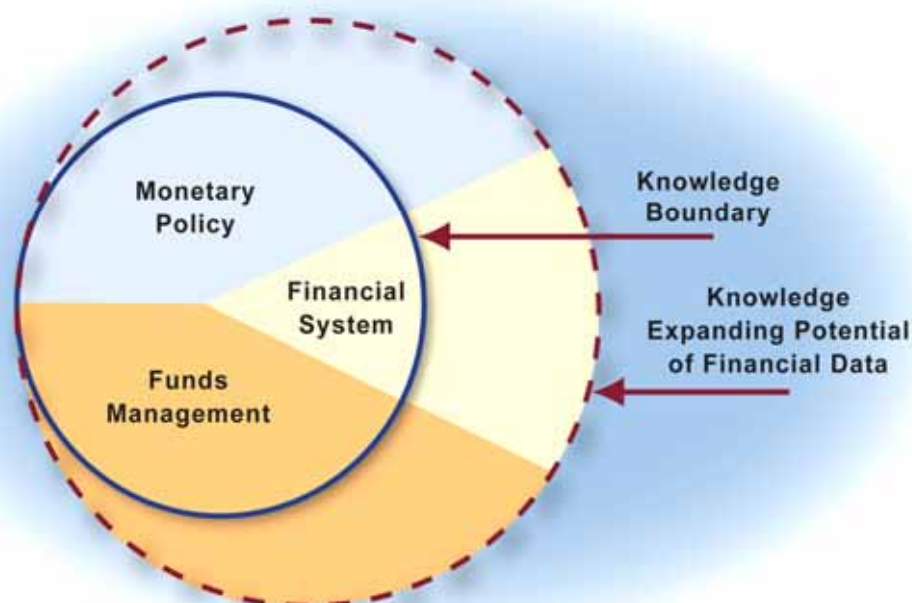 Monetary
Policy
Knowledge
Boundary
Financial
System
Knowledge
Expanding Potential
of Financial Data
Funds
Management